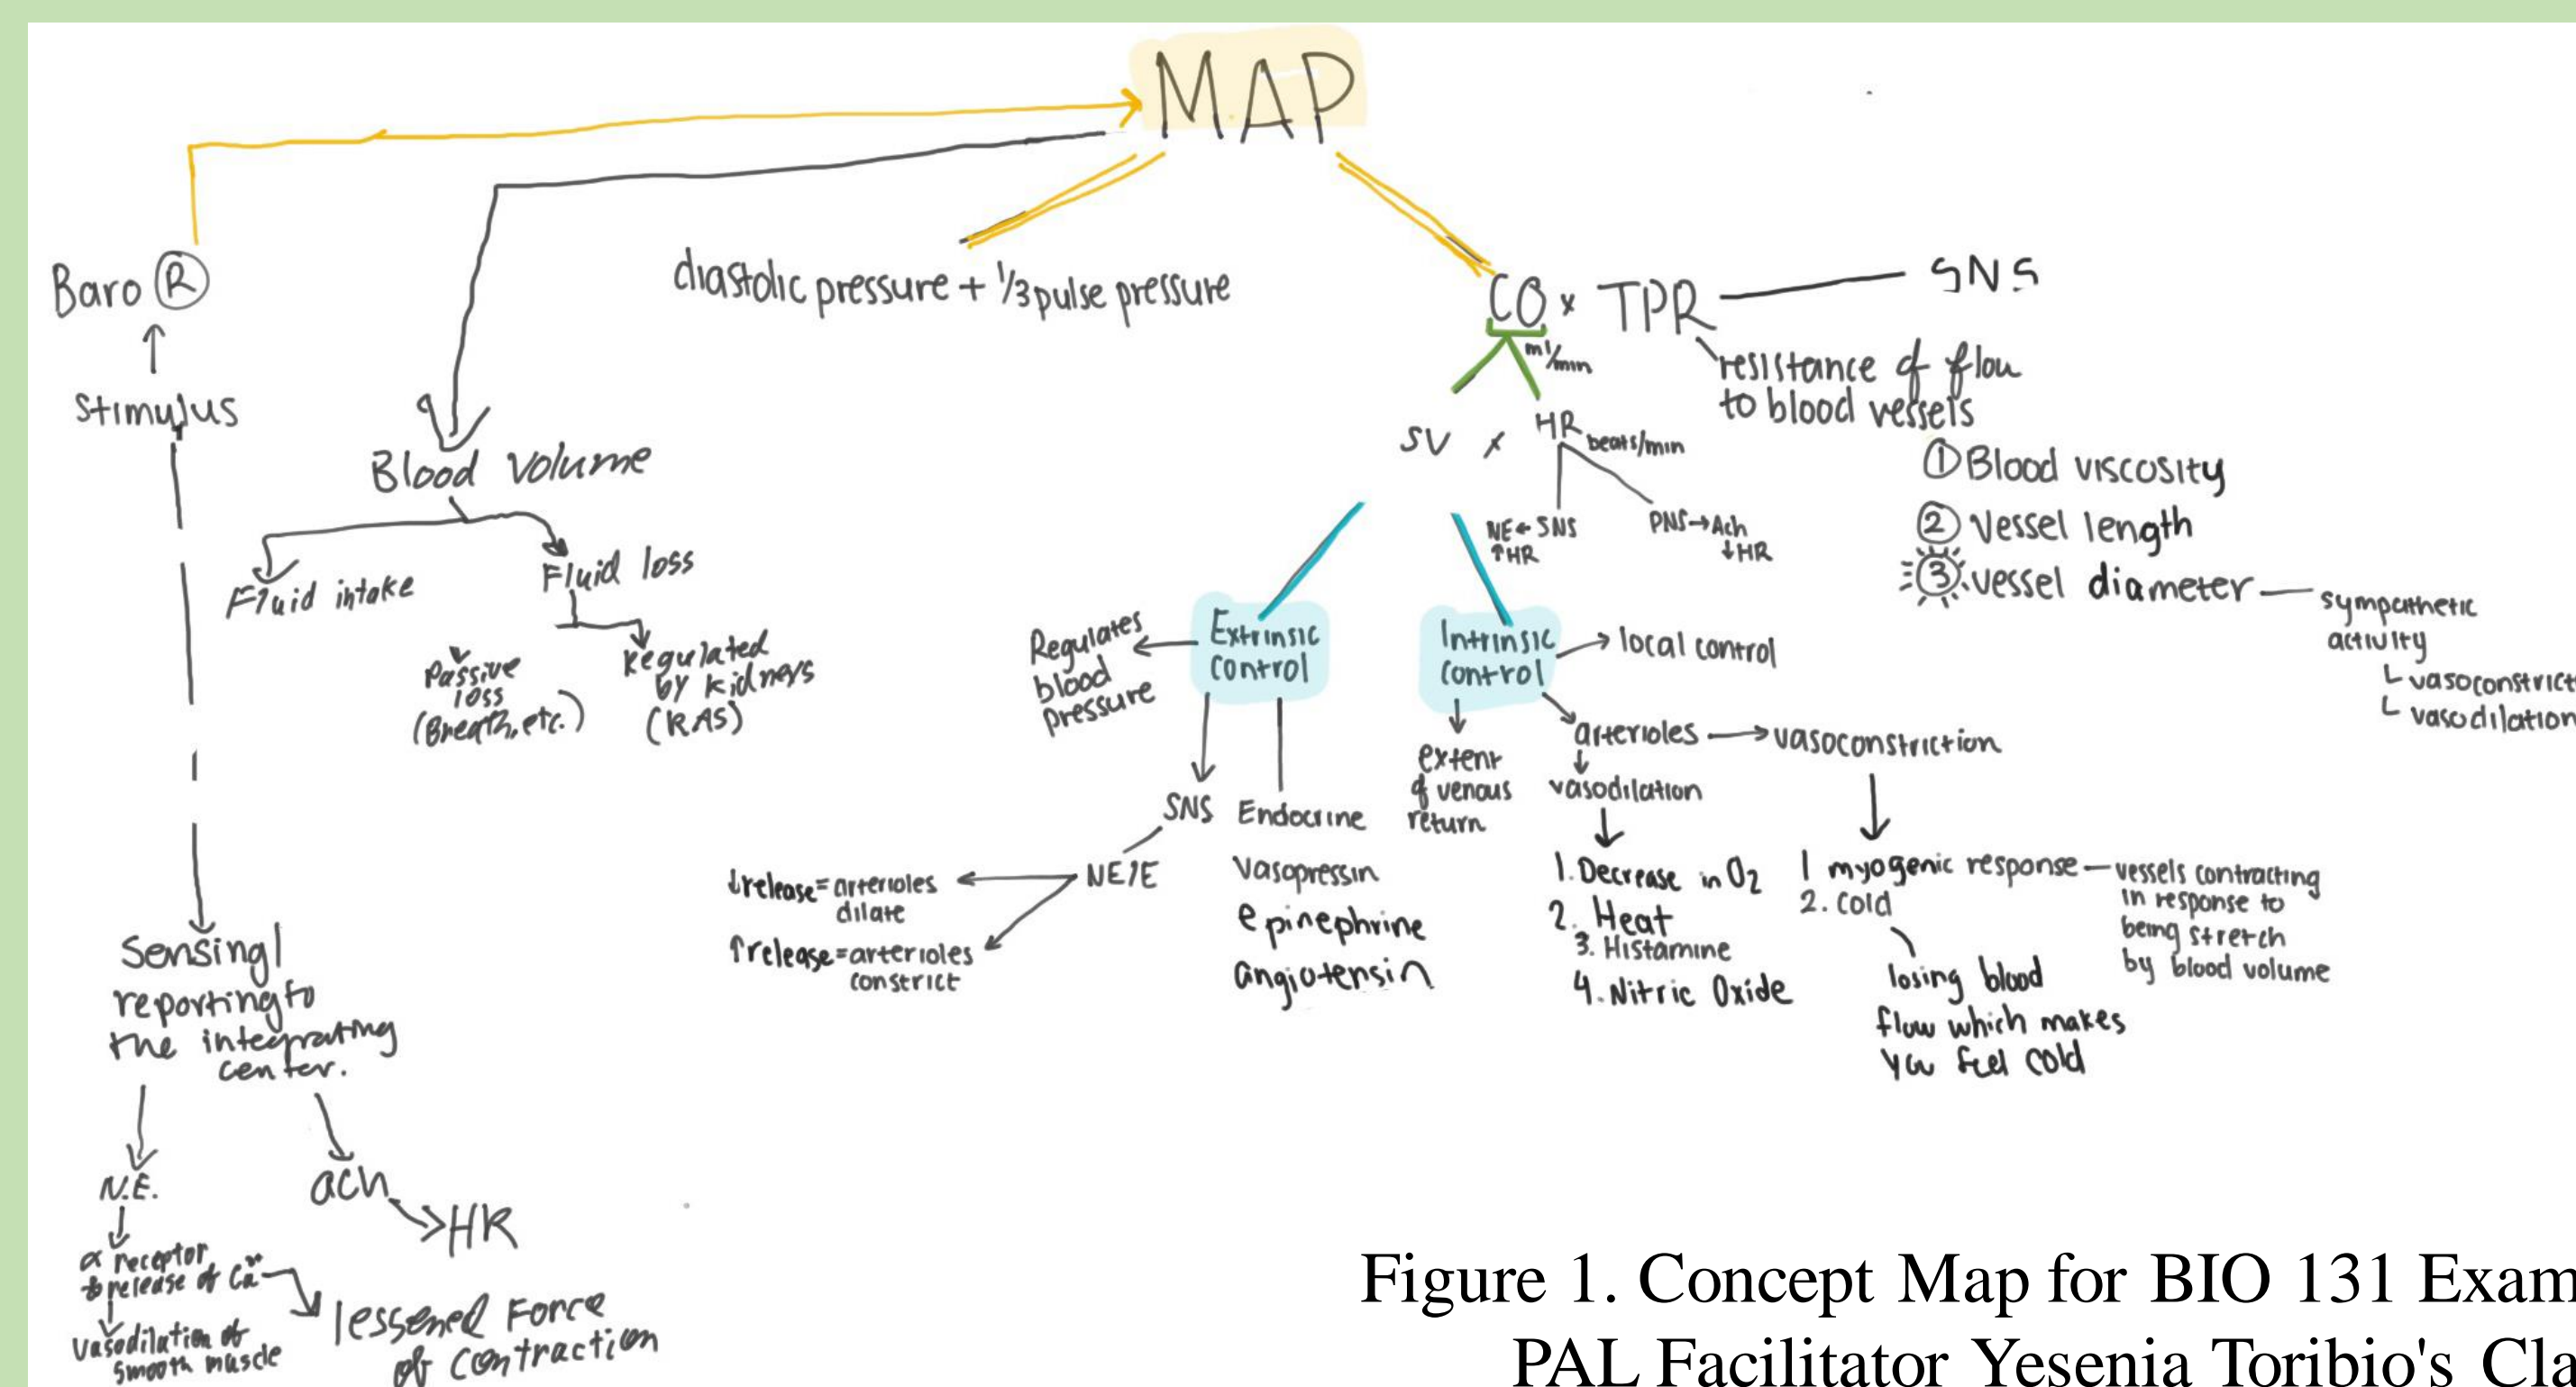 MAP
Baro R
stimulus
Sensing/
reporting to
the integrating
center.
N.E.
α receptor
to release of Ca²⁺
vasodilation of
smooth muscle
lessened Force
of contraction
ach
HR
Blood Volume
Fluid intake
Fluid loss
Passive
loss
(Breath, etc.)
Regulated
by kidneys
(RAS)
diastolic pressure + 1/3 pulse pressure
CO x TPR
SNS
ml/min
resistance of flow
to blood vessels
① Blood viscosity
② Vessel length
③ vessel diameter
sympathetic
activity
vasoconstrict
vasodilation
SV x HR
beats/min
NE ← SNS
↑HR
PNS → Ach
↓HR
Extrinsic
control
Regulates
blood
pressure
SNS
NE/E
↓release = arterioles
dilate
↑release = arterioles
constrict
Endocrine
Vasopressin
epinephrine
angiotensin
Intrinsic
control
local control
extent
of venous
return
arterioles
vasoconstriction
vasodilation
1. Decrease in O2
2. Heat
3. Histamine
4. Nitric Oxide
1 myogenic response
2. cold
vessels contracting
in response to
being stretch
by blood volume
losing blood
flow which makes
you feel cold
Figure 1. Concept Map for BIO 131 Exam
PAL Facilitator Yesenia Toribio's Cla